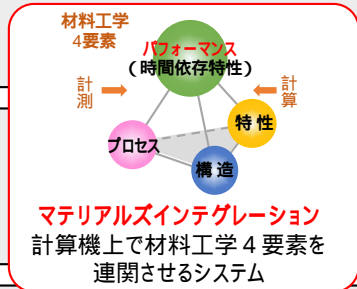 材料工学
4要素
パフォーマンス
(時間依存特性)
計測
計算
特 性
プロセス
構 造
マテリアルズインテグレーション
計算機上で材料工学４要素を
連関させるシステム